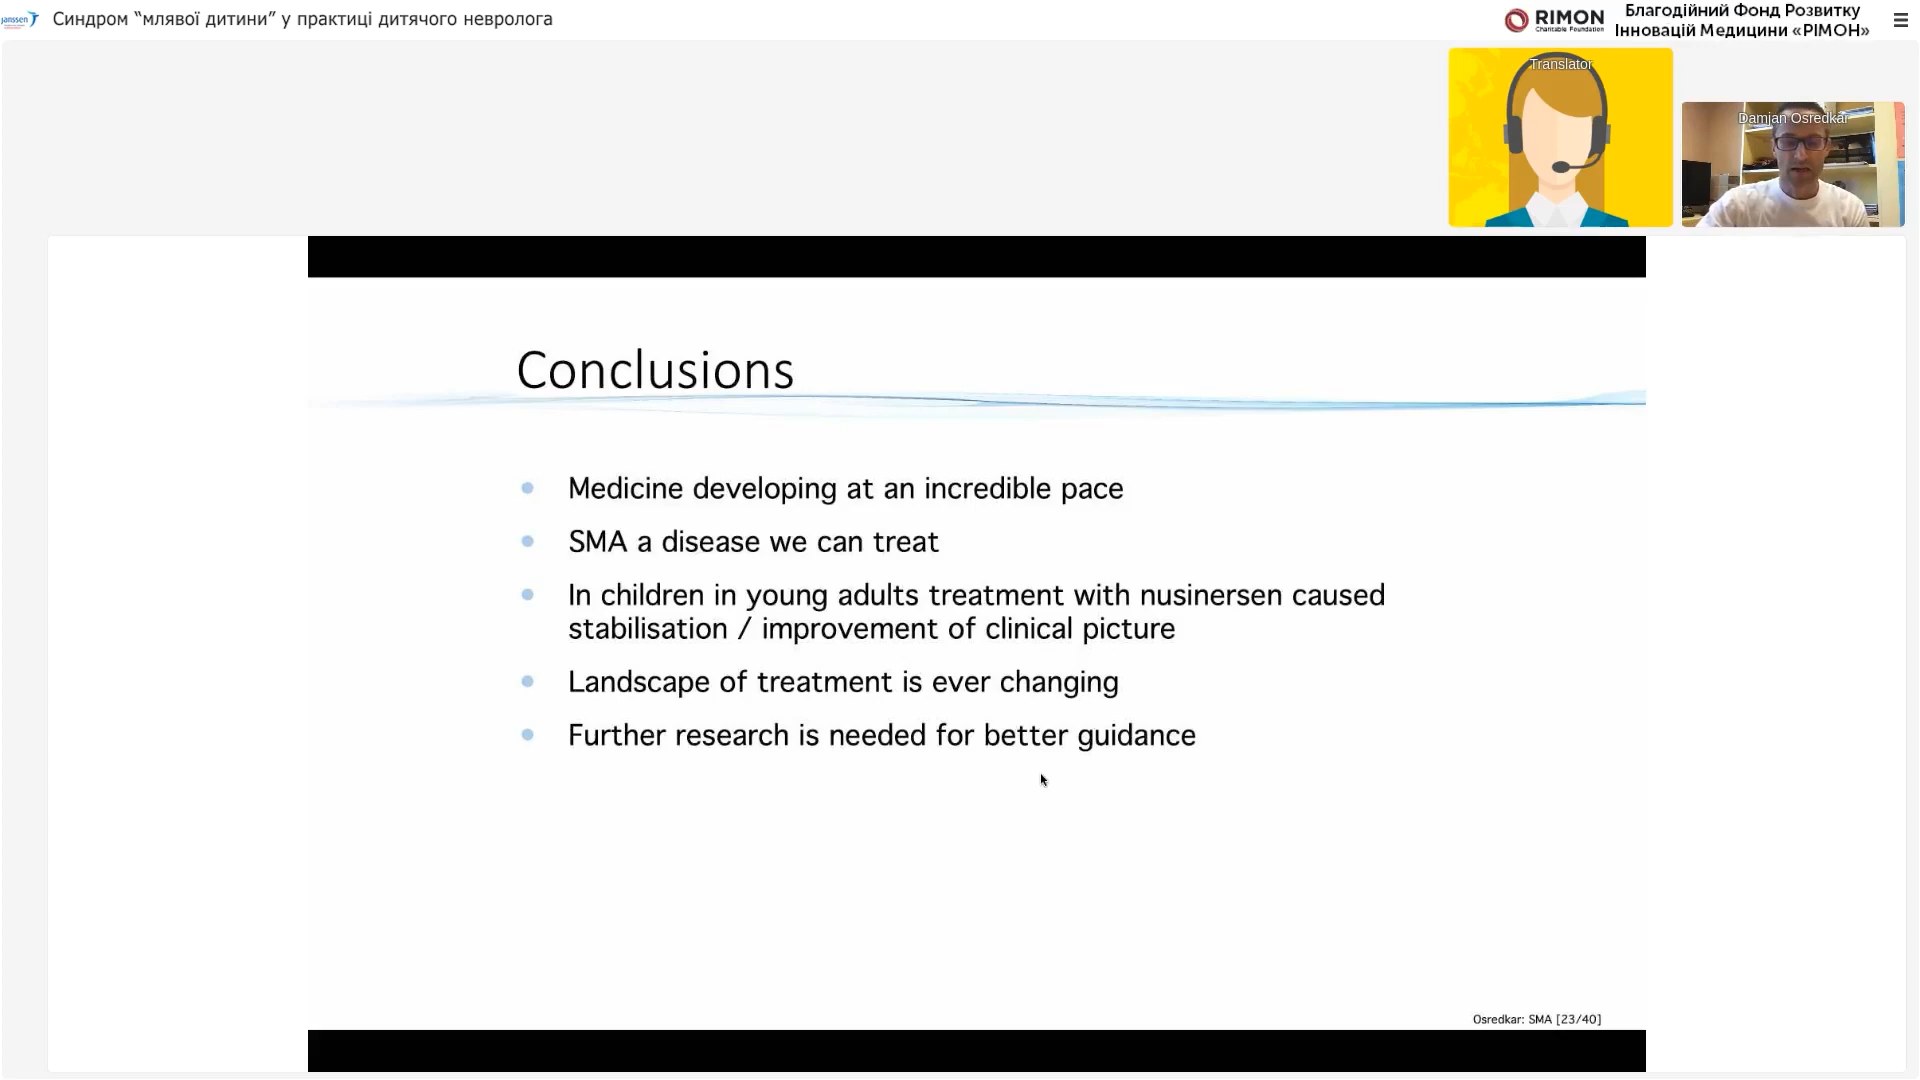 janssen
Синдром “млявої дитини” у практиці дитячого невролога
RIMON
Charitable Foundation
Благодійний Фонд Розвитку
Інновацій Медицини «РІМОН»
Translator
Damjan Osredkar
Conclusions
Medicine developing at an incredible pace
SMA a disease we can treat
In children in young adults treatment with nusinersen caused
stabilisation / improvement of clinical picture
Landscape of treatment is ever changing
Further research is needed for better guidance
Osredkar: SMA [23/40]